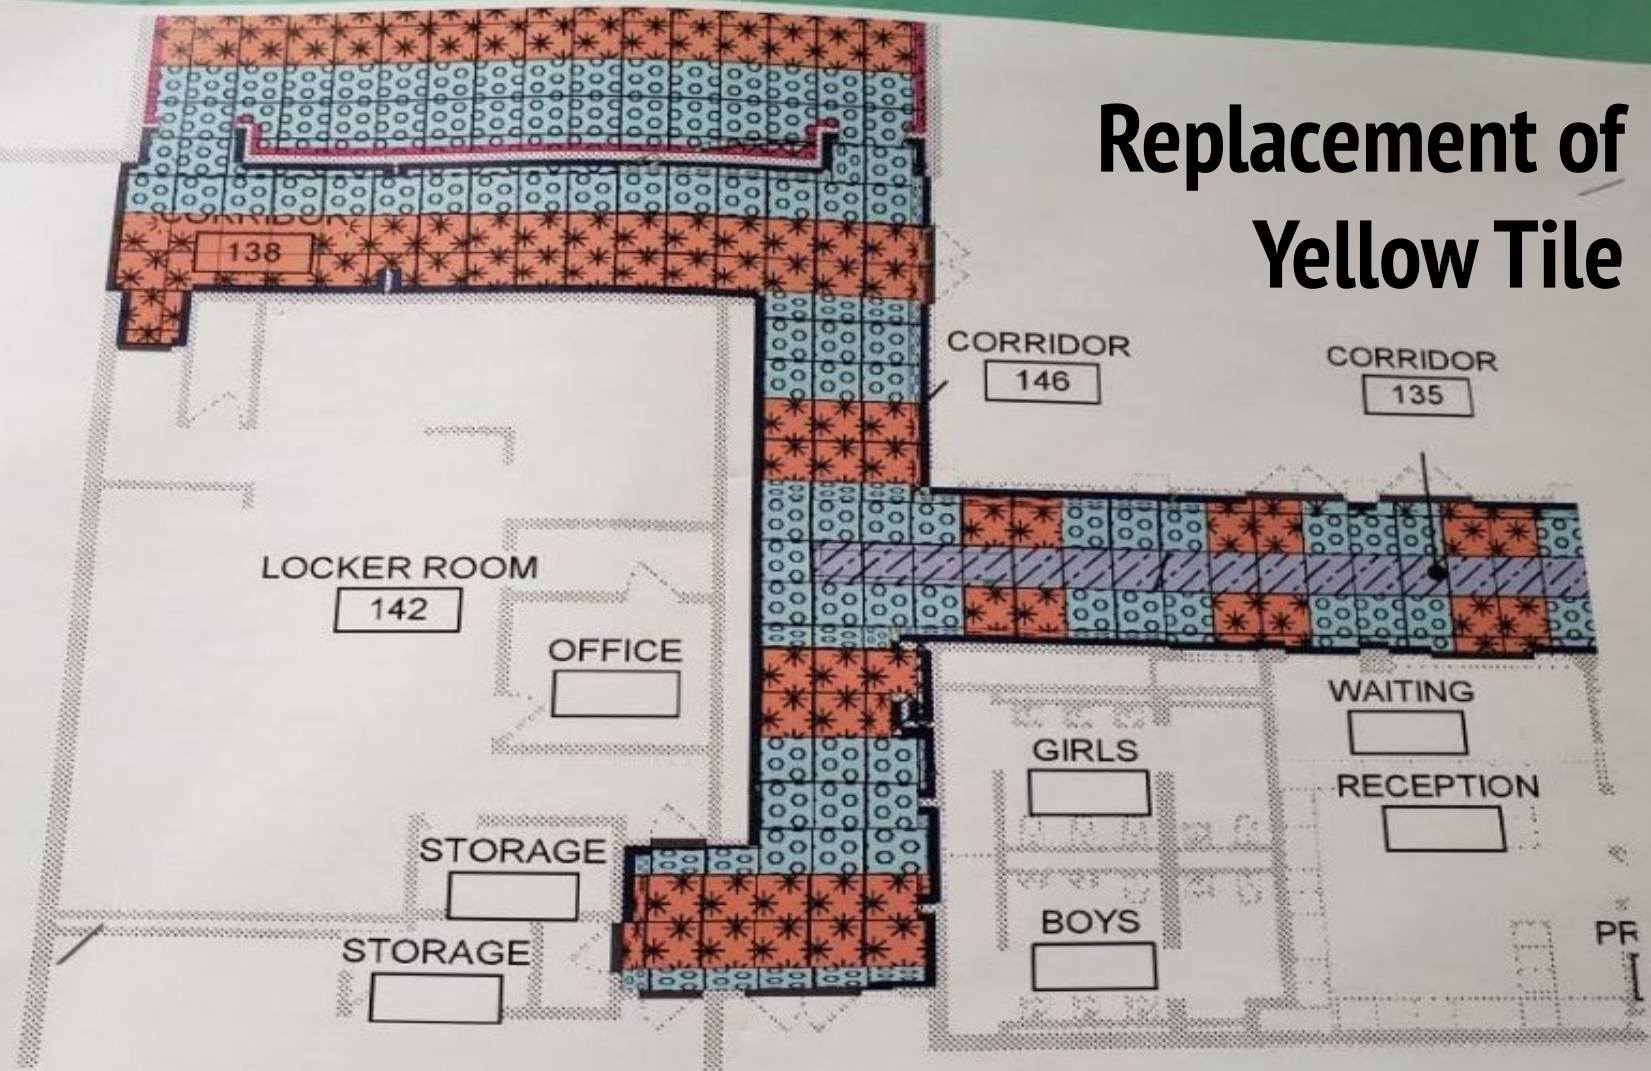 Replacement of
Yellow Tile
CORRIDOR
138
CORRIDOR
146
CORRIDOR
135
LOCKER ROOM
142
OFFICE
WAITING
GIRLS
RECEPTION
STORAGE
BOYS
STORAGE
PR